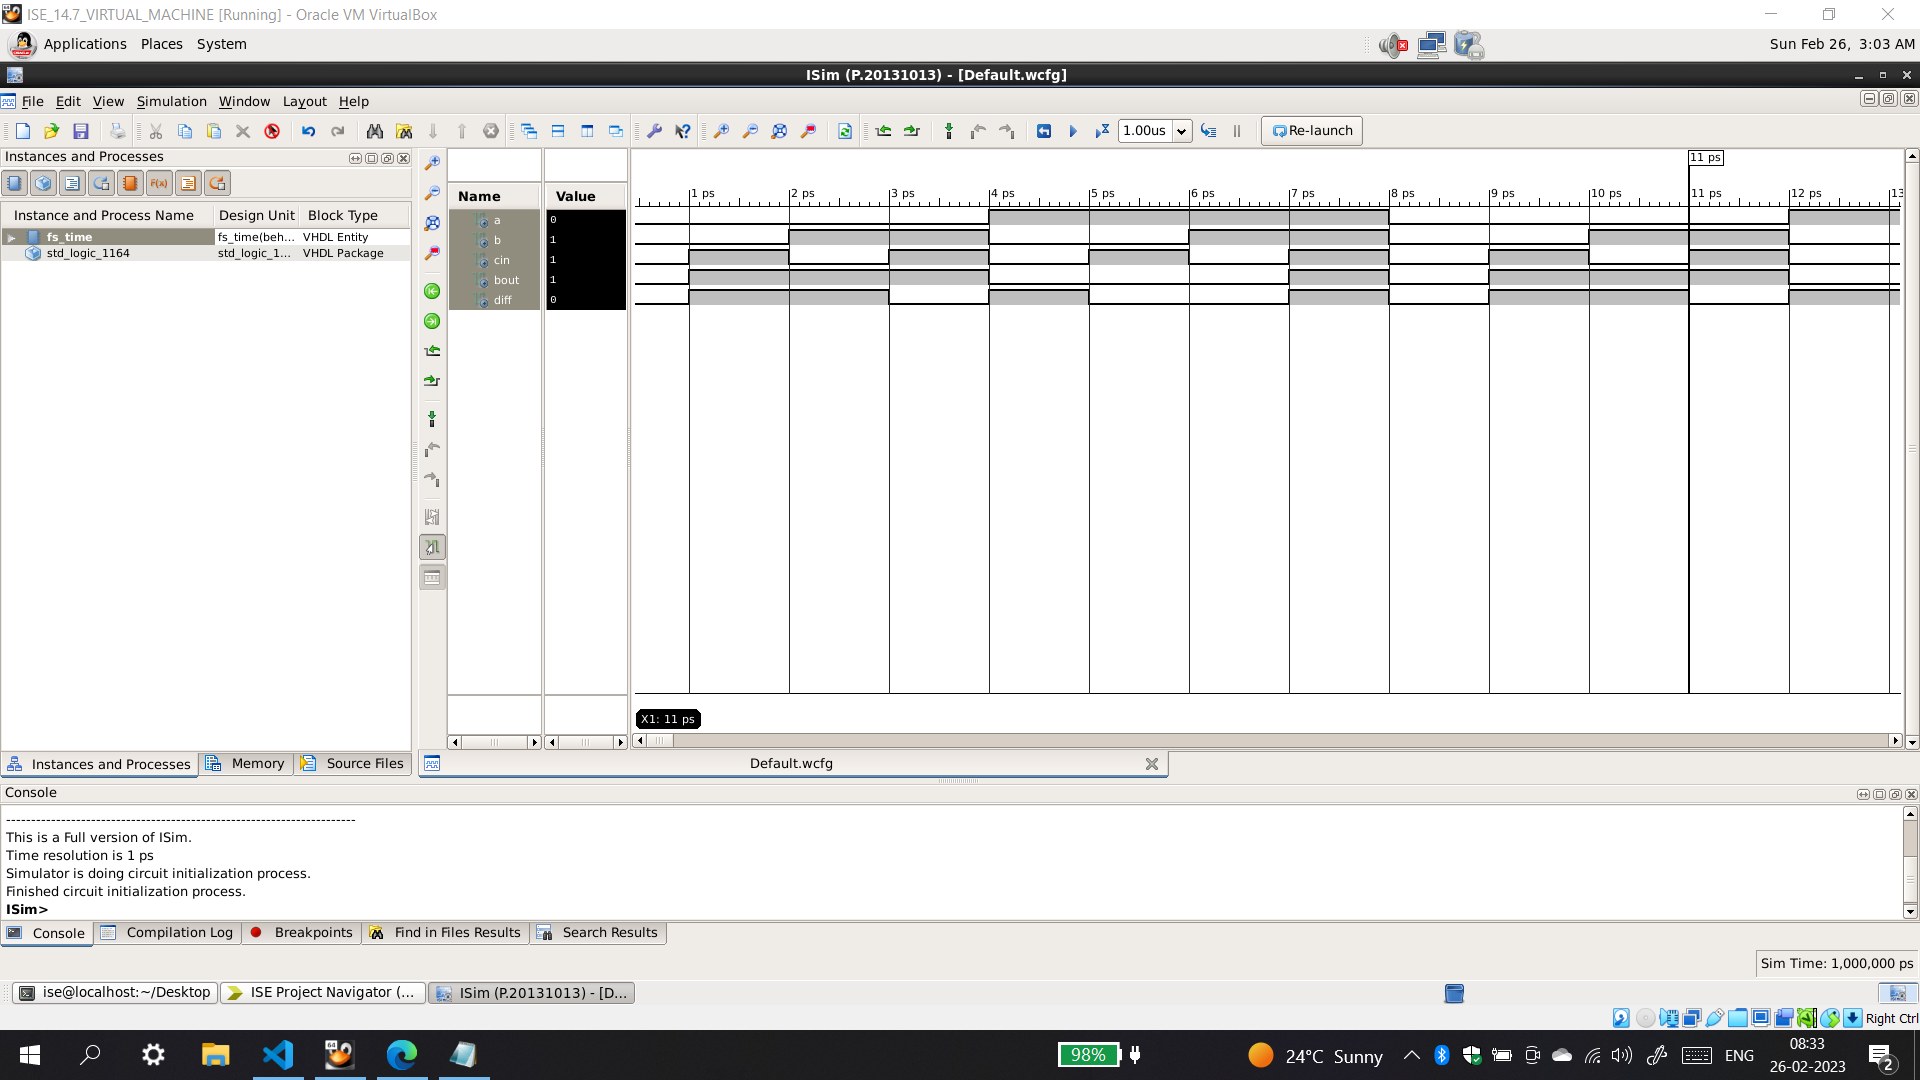 ISE_14.7_VIRTUAL_MACHINE [Running] - Oracle VM VirtualBox
Applications Places System
Sun Feb 26, 3:03 AM
ISim (P.20131013) - [Default.wcfg]
File Edit View Simulation Window Layout Help
1.00us Re-launch
Instances and Processes
Instance and Process Name Design Unit Block Type
fs_time fs_time(beh... VHDL Entity
std_logic_1164 std_logic_1... VHDL Package
Name Value
a 0
b 1
cin 1
bout 1
diff 0
11 ps
1 ps 2 ps 3 ps 4 ps 5 ps 6 ps 7 ps 8 ps 9 ps 10 ps 11 ps 12 ps 13
X1: 11 ps
Instances and Processes Memory Source Files
Default.wcfg
Console
This is a Full version of ISim.
Time resolution is 1 ps
Simulator is doing circuit initialization process.
Finished circuit initialization process.
ISim>
Console Compilation Log Breakpoints Find in Files Results Search Results
Sim Time: 1,000,000 ps
ise@localhost:~/Desktop ISE Project Navigator (... ISim (P.20131013) - [D...
Right Ctrl
98% 24°C Sunny ENG
08:33
26-02-2023
2